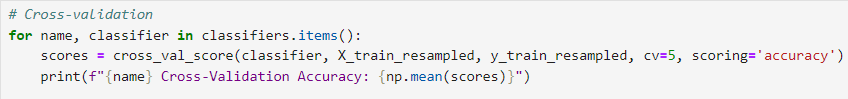 # Cross-validation
for name, classifier in classifiers.items():
    scores = cross_val_score(classifier, X_train_resampled, y_train_resampled, cv=5, scoring='accuracy')
    print(f"{name} Cross-Validation Accuracy: {np.mean(scores)}")